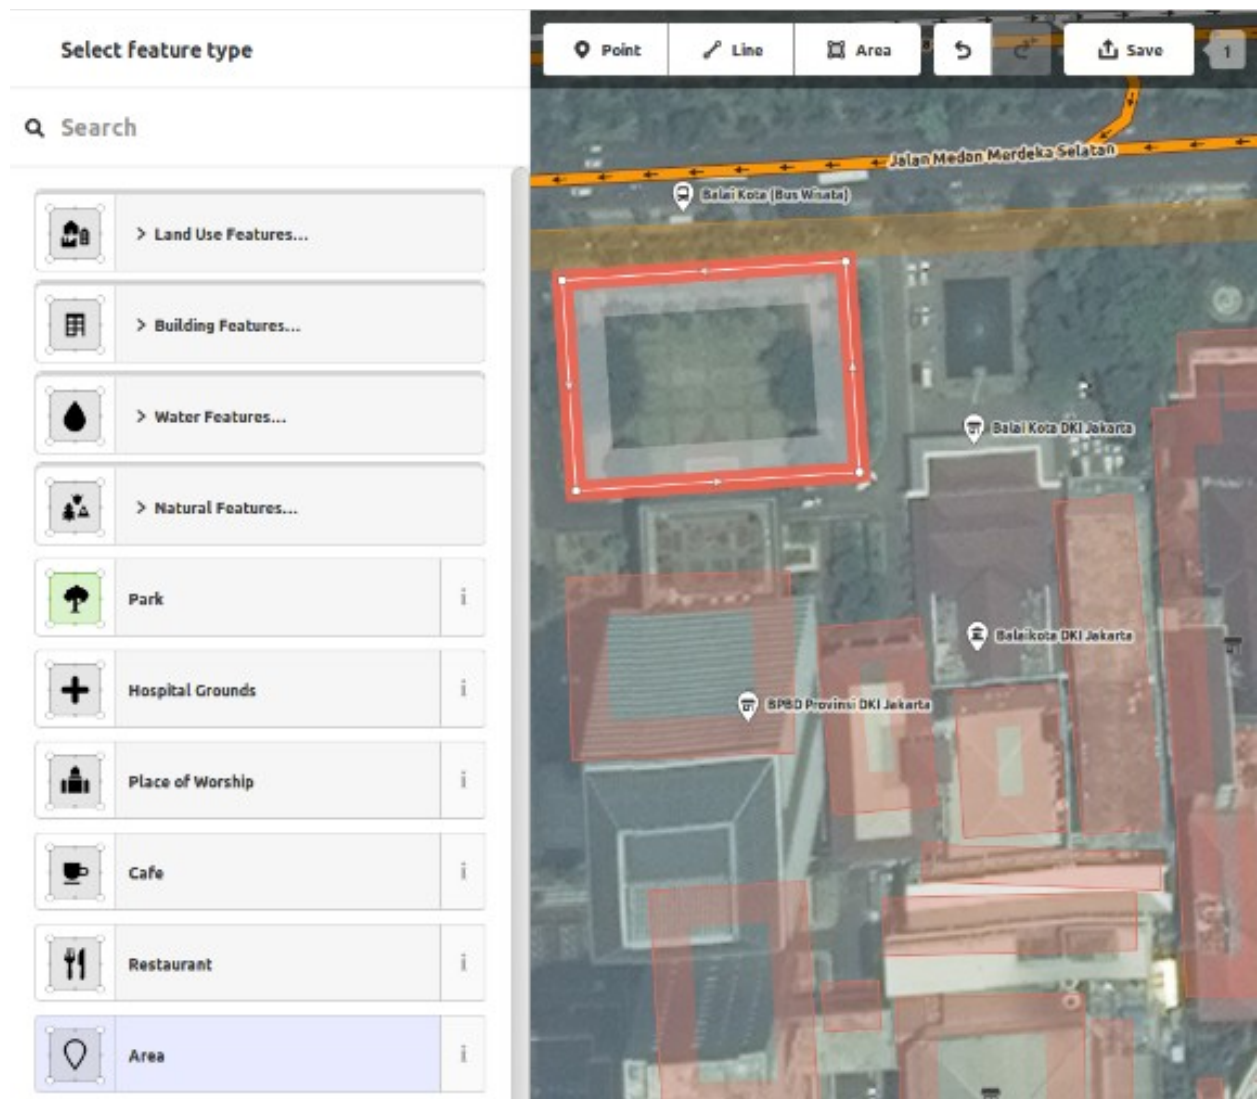 Select feature type
Search
> Land Use Features...
> Building Features...
> Water Features...
> Natural Features...
Park
i
Hospital Grounds
i
Place of Worship
i
Cafe
i
Restaurant
i
Area
i
Point
Line
Area
Save
1
Jalan Medan Merdeka Selatan
Balai Kota (Bus Wisata)
Balai Kota DKI Jakarta
Balaikota DKI Jakarta
BPBD Provinsi DKI Jakarta